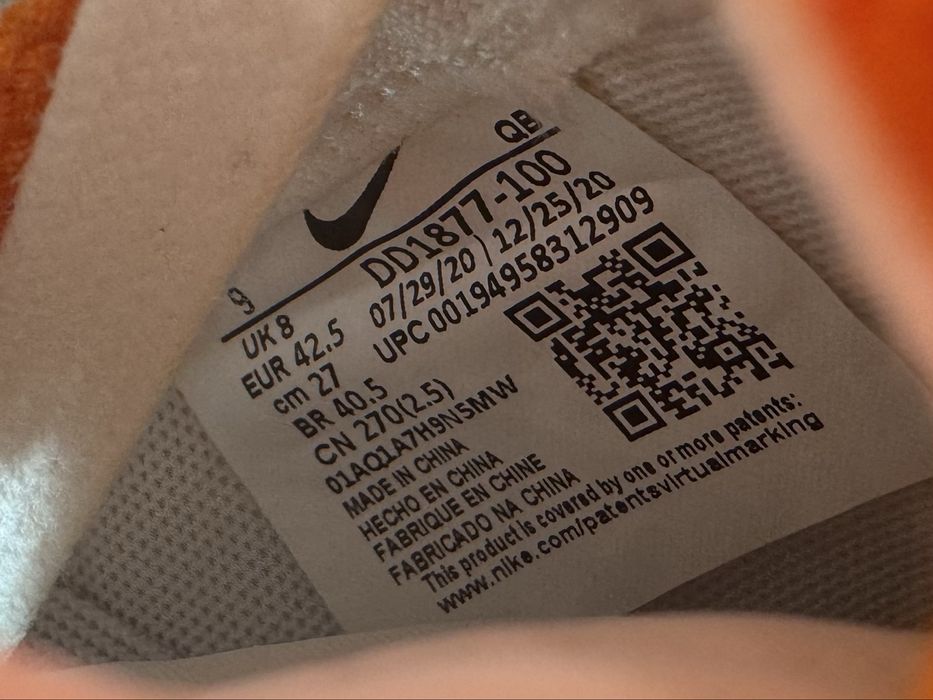 QB
9
DD1877-100
07/29/20 | 12/25/20
UPC 00194958312909
UK 8
EUR 42.5
cm 27
BR 40.5
CN 270(2.5)
01AQ1A7H9N5MW
MADE IN CHINA
HECHO EN CHINA
FABRIQUE EN CHINE
FABRICADO NA CHINA
This product is covered by one or more patents:
www.nike.com/patentsvirtualmarking